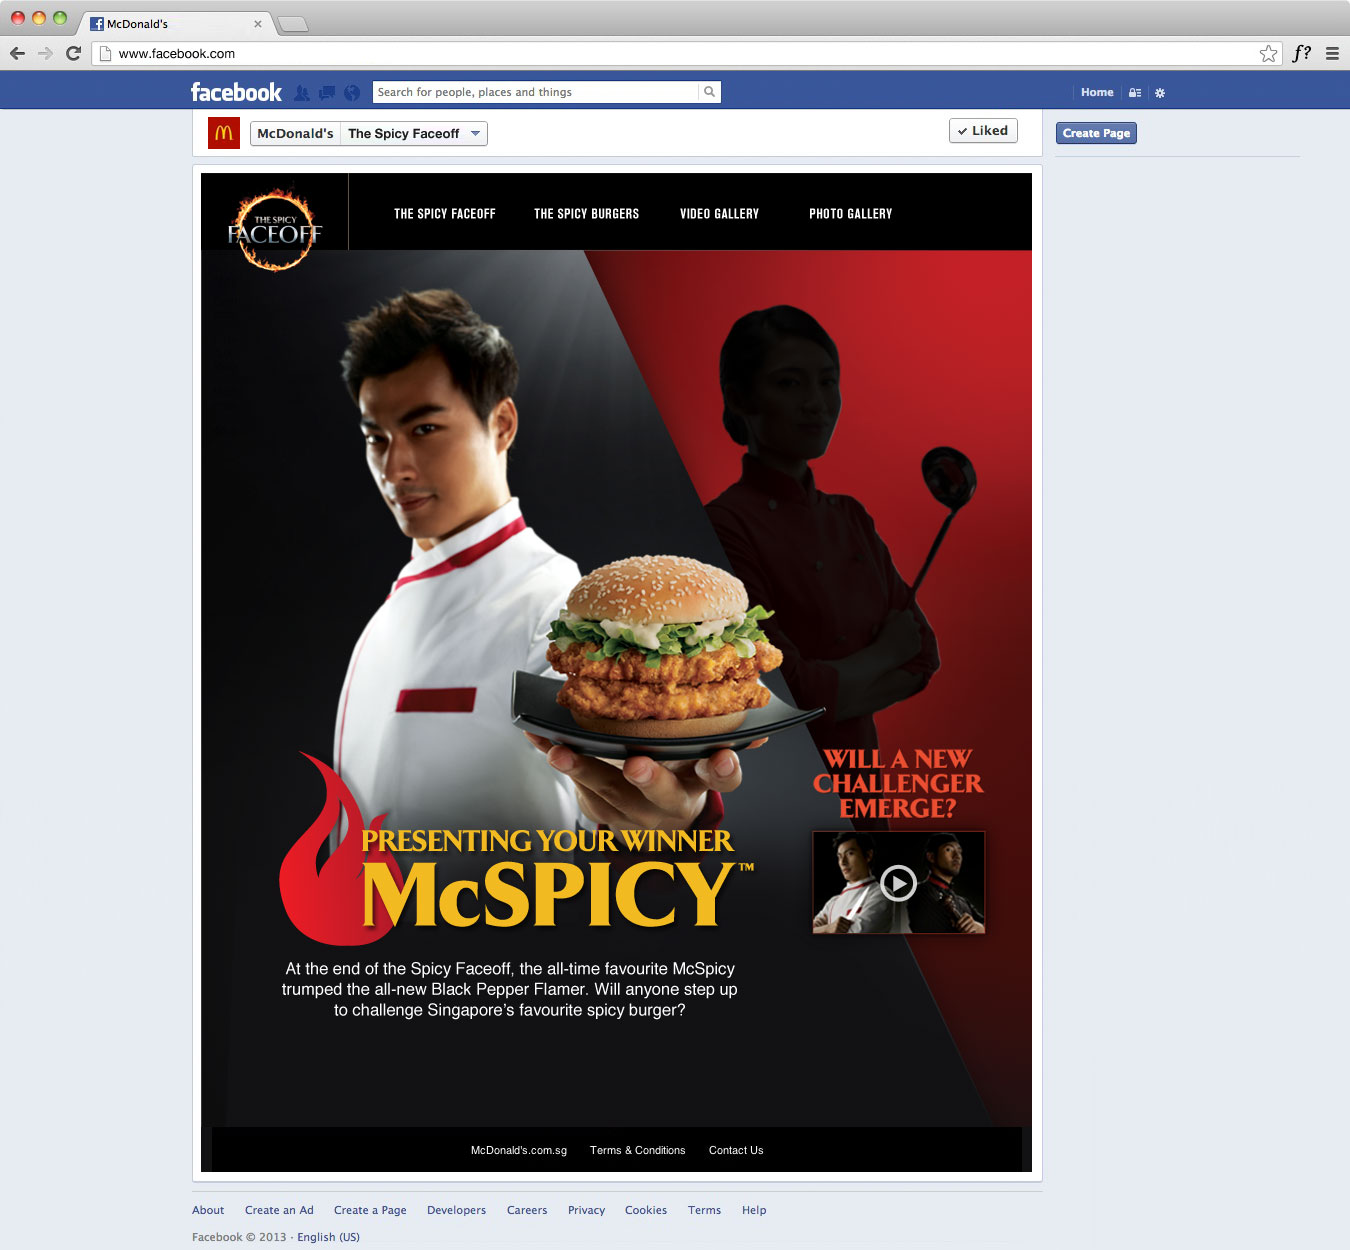 McDonald's
www.facebook.com
f?
facebook
Search for people, places and things
Home
McDonald's The Spicy Faceoff
Liked
Create Page
THE SPICY
FACEOFF
THE SPICY FACEOFF THE SPICY BURGERS VIDEO GALLERY PHOTO GALLERY
WILL A NEW
CHALLENGER
EMERGE?
PRESENTING YOUR WINNER
McSPICY™
At the end of the Spicy Faceoff, the all-time favourite McSpicy
trumped the all-new Black Pepper Flamer. Will anyone step up
to challenge Singapore's favourite spicy burger?
McDonald's.com.sg Terms & Conditions Contact Us
About Create an Ad Create a Page Developers Careers Privacy Cookies Terms Help
Facebook © 2013 · English (US)